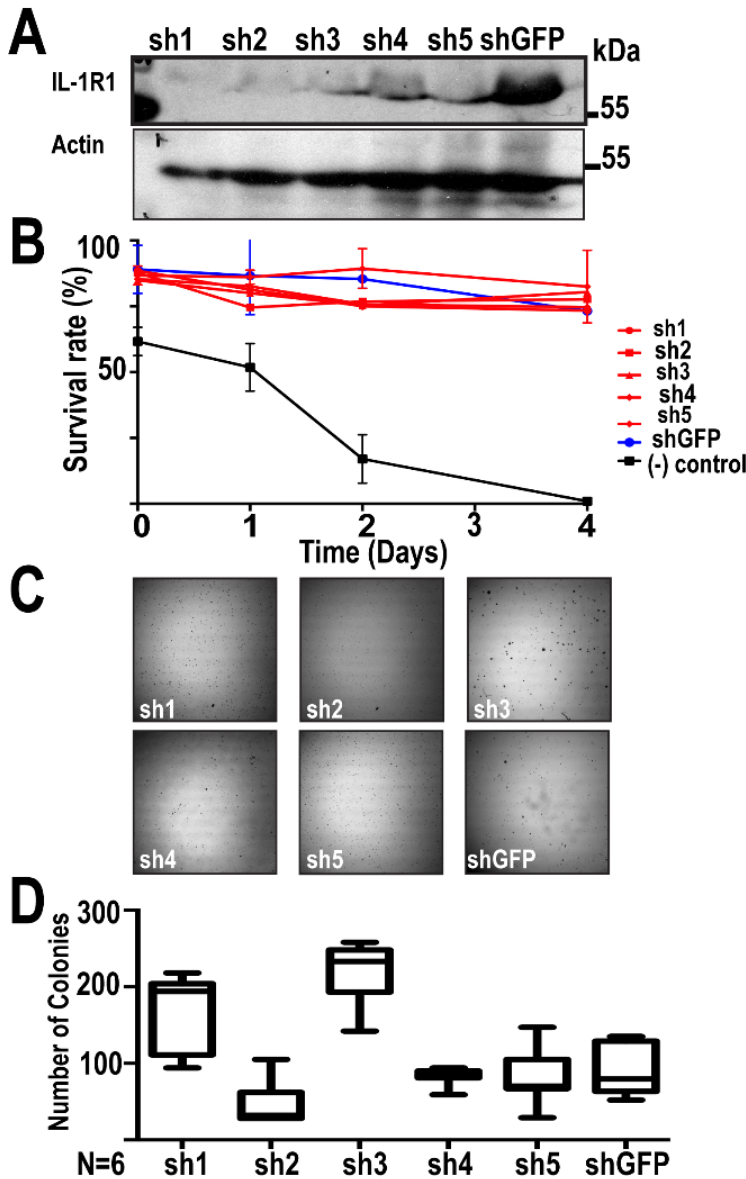 A
sh1 sh2 sh3 sh4 sh5 shGFP kDa
IL-1R1
55
Actin
55
B
100
50
Survival rate (%)
0 1 2 3 4
Time (Days)
sh1
sh2
sh3
sh4
sh5
shGFP
(-) control
C
sh1 sh2 sh3
sh4 sh5 shGFP
D
300
200
100
Number of Colonies
N=6 sh1 sh2 sh3 sh4 sh5 shGFP